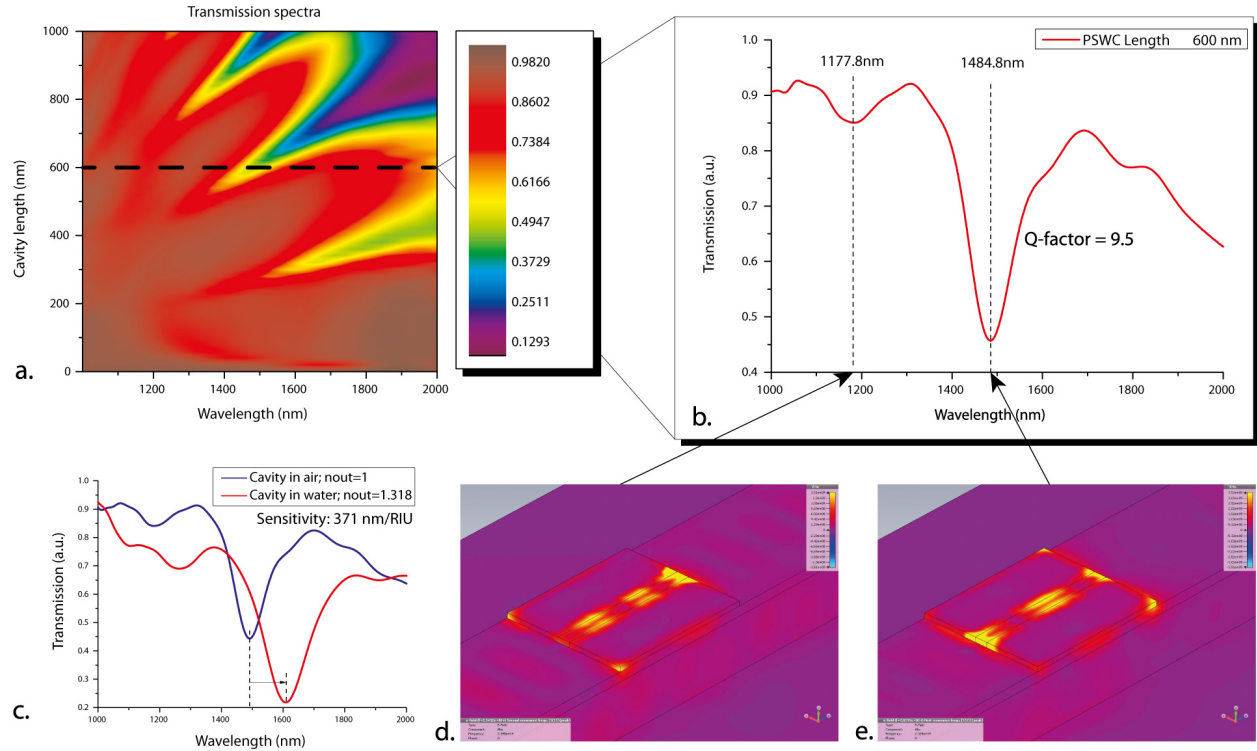 Transmission spectra
1000
800
600
400
200
0
Cavity length (nm)
1200 1400 1600 1800 2000
Wavelength (nm)
a.
0.9820
0.8602
0.7384
0.6166
0.4947
0.3729
0.2511
0.1293
PSWC Length 600 nm
1177.8nm
1484.8nm
1.0
0.9
0.8
0.7
0.6
0.5
0.4
Transmission (a.u.)
Q-factor = 9.5
1000 1200 1400 1600 1800 2000
Wavelength (nm)
b.
Cavity in air; nout=1
Cavity in water; nout=1.318
Sensitivity: 371 nm/RIU
1.0
0.9
0.8
0.7
0.6
0.5
0.4
0.3
0.2
Transmission (a.u.)
1000 1200 1400 1600 1800 2000
Wavelength (nm)
c.
d.
e.